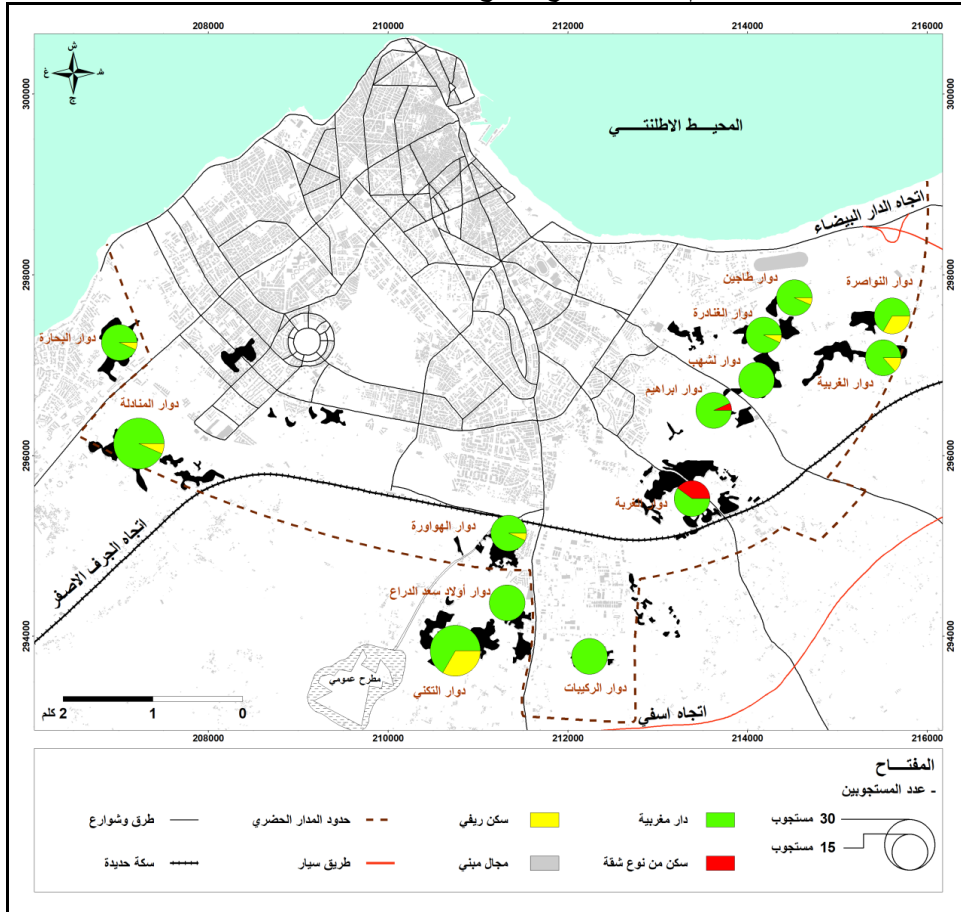 208000 210000 212000 214000 216000
300000 300000
ش
غ ش
ج
المحيـــط الاطلنتـــــي
اتجاه الدار البيضاء
298000 298000
دوار طاجين
دوار النواصرة
دوار الغنادرة
دوار البحارة
دوار لشهب
دوار الغربية
دوار ابراهيم
دوار المنادلة
296000 296000
دوار الغربة
دوار الهواورة
اتجاه الجرف الاصفر
دوار أولاد سعد الدراع
294000 294000
مطرح عمومي
دوار التكني
دوار الركيبات
اتجاه اسفي
2 كلم 1 0
208000 210000 212000 214000 216000
المفتـــــاح
- عدد المستجوبين
30 مستجوب
15 مستجوب
دار مغربية
سكن ريفي
حدود المدار الحضري
طرق وشوارع
سكن من نوع شقة
مجال مبني
طريق سيار
سكة حديدة